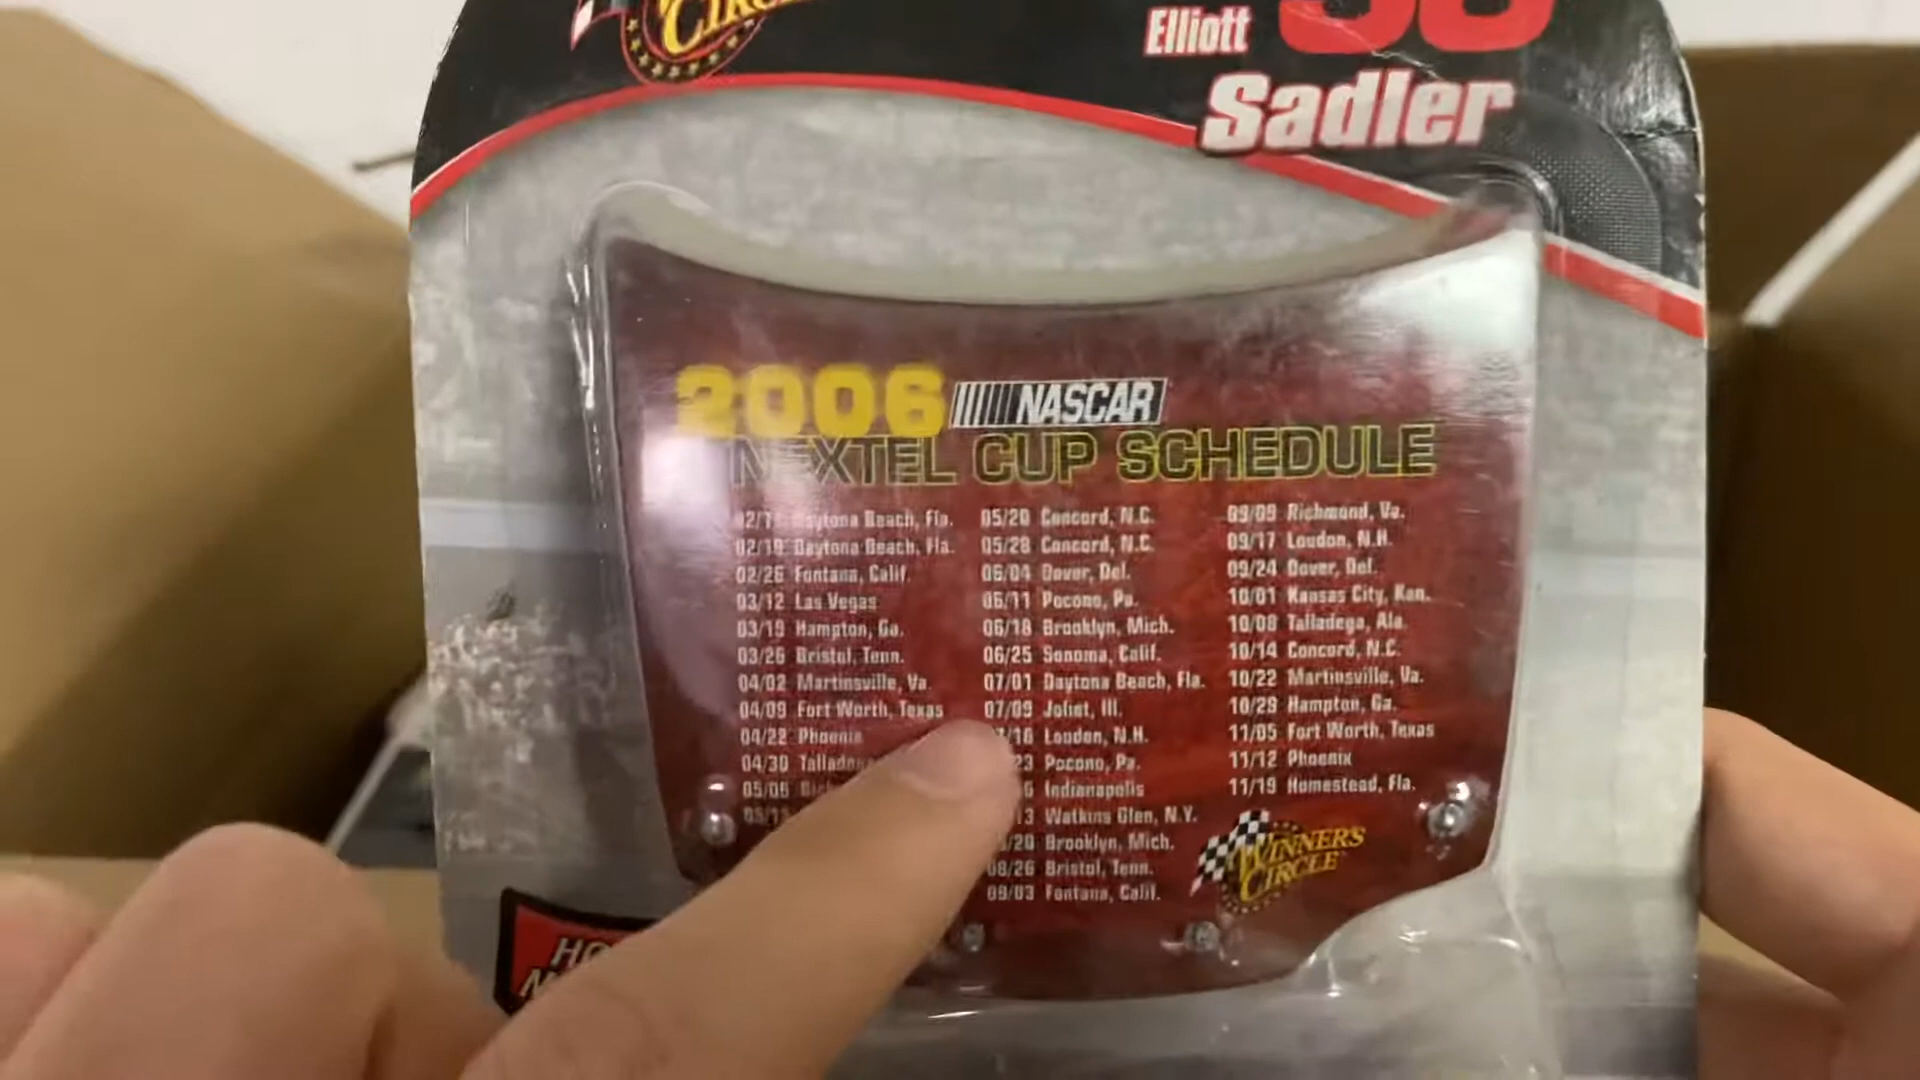 Circle
Elliott
38
Sadler
2006 NASCAR
NEXTEL CUP SCHEDULE
Daytona Beach, Fla.
02/19 Daytona Beach, Fla.
02/26 Fontana, Calif.
03/12 Las Vegas
03/19 Hampton, Ga.
03/26 Bristol, Tenn.
04/02 Martinsville, Va.
04/09 Fort Worth, Texas
04/22 Phoenix
04/30
05/06
05/20 Concord, N.C.
05/28 Concord, N.C.
06/04 Dover, Del.
06/11 Pocono, Pa.
06/18 Brooklyn, Mich.
06/25 Sonoma, Calif.
07/01 Daytona Beach, Fla.
07/09 Joliet, Ill.
Loudon, N.H.
Pocono, Pa.
Indianapolis
Watkins Glen, N.Y.
Brooklyn, Mich.
08/26 Bristol, Tenn.
09/03 Fontana, Calif.
09/09 Richmond, Va.
09/17 Loudon, N.H.
09/24 Dover, Del.
10/01 Kansas City, Kan.
10/08 Talladega, Ala.
10/14 Concord, N.C.
10/22 Martinsville, Va.
10/29 Hampton, Ga.
11/05 Fort Worth, Texas
11/12 Phoenix
11/19 Homestead, Fla.
WINNERS
CIRCLE